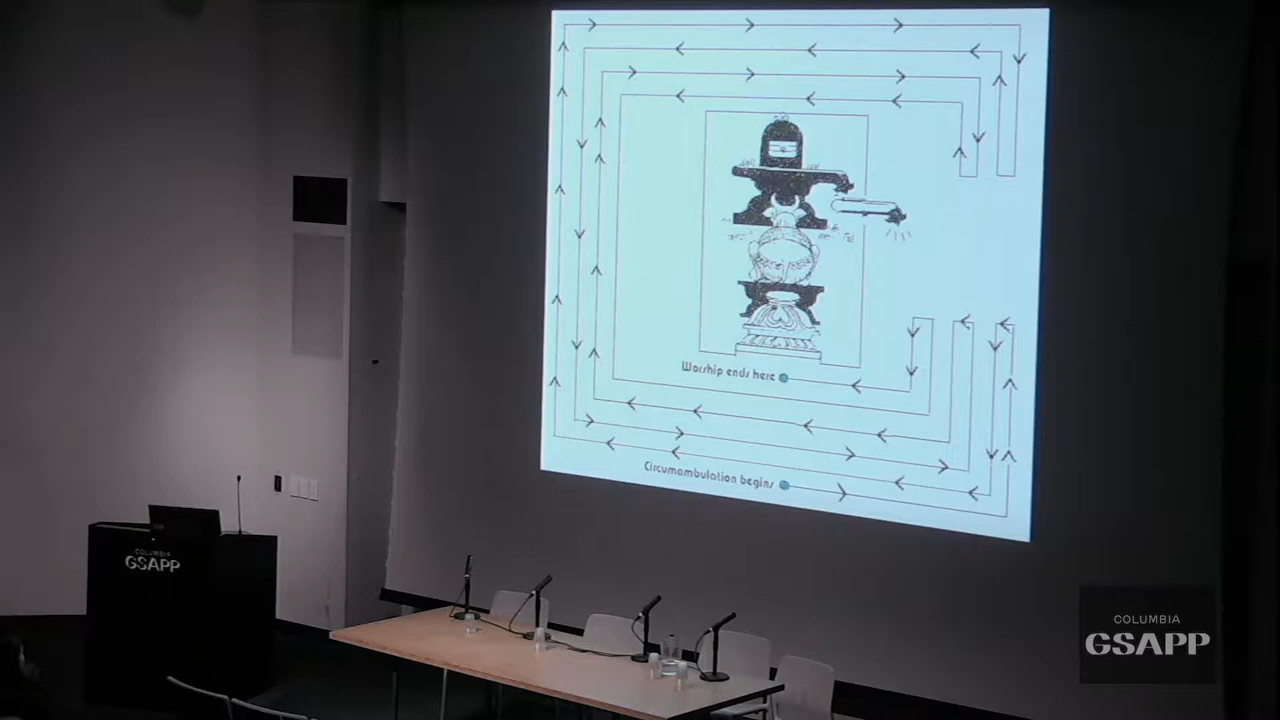 Worship ends here
Circumambulation begins
COLUMBIA
GSAPP
COLUMBIA
GSAPP